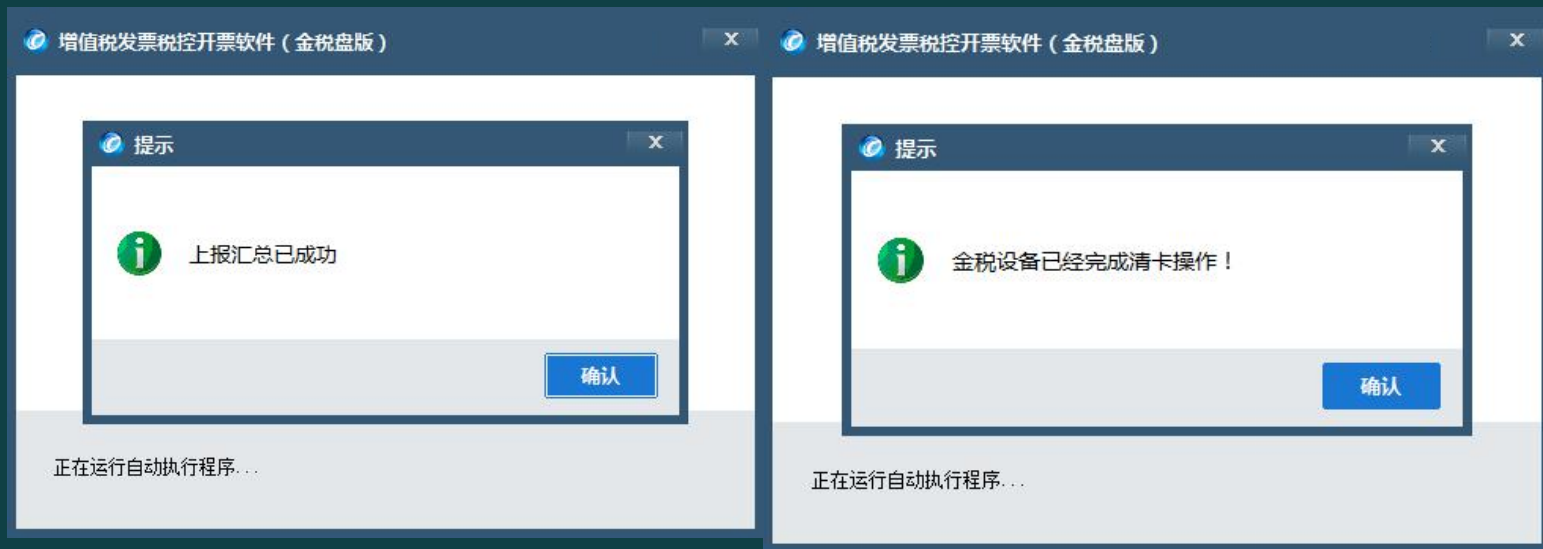 增值税发票税控开票软件(金税盘版)
x
提示
x
上报汇总已成功
确认
正在运行自动执行程序...
增值税发票税控开票软件(金税盘版)
x
提示
x
金税设备已经完成清卡操作!
确认
正在运行自动执行程序...